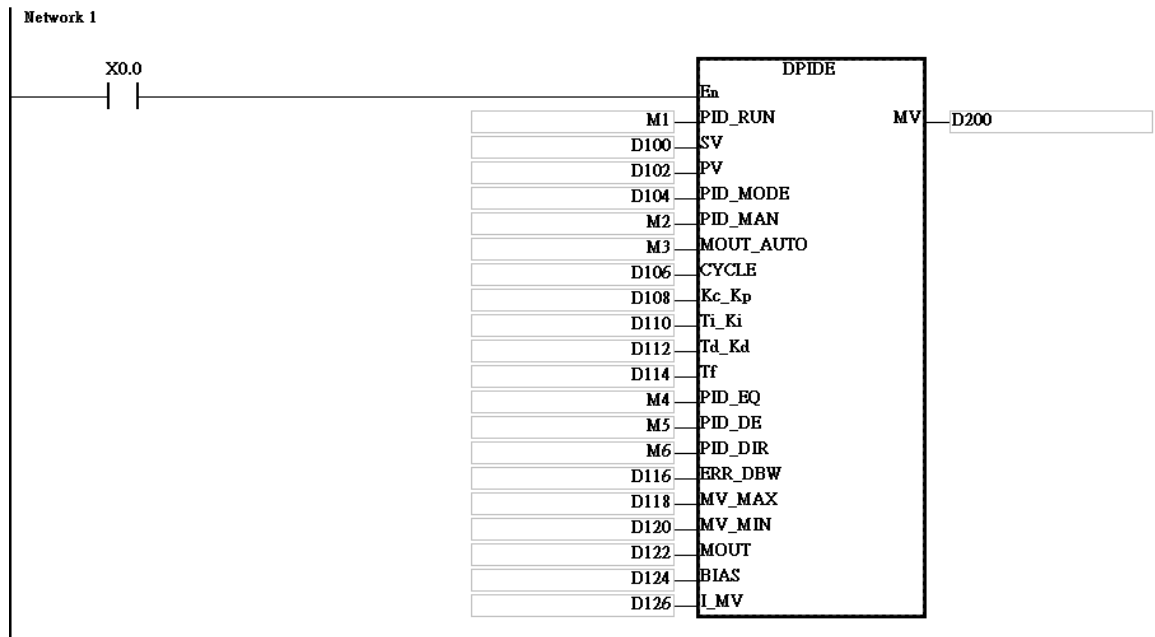 Network 1
X0.0
DPIDE
En
M1 PID_RUN MV D200
D100 SV
D102 PV
D104 PID_MODE
M2 PID_MAN
M3 MOUT_AUTO
D106 CYCLE
D108 Kc_Kp
D110 Ti_Ki
D112 Td_Kd
D114 Tf
M4 PID_EQ
M5 PID_DE
M6 PID_DIR
D116 ERR_DBW
D118 MV_MAX
D120 MV_MIN
D122 MOUT
D124 BIAS
D126 I_MV